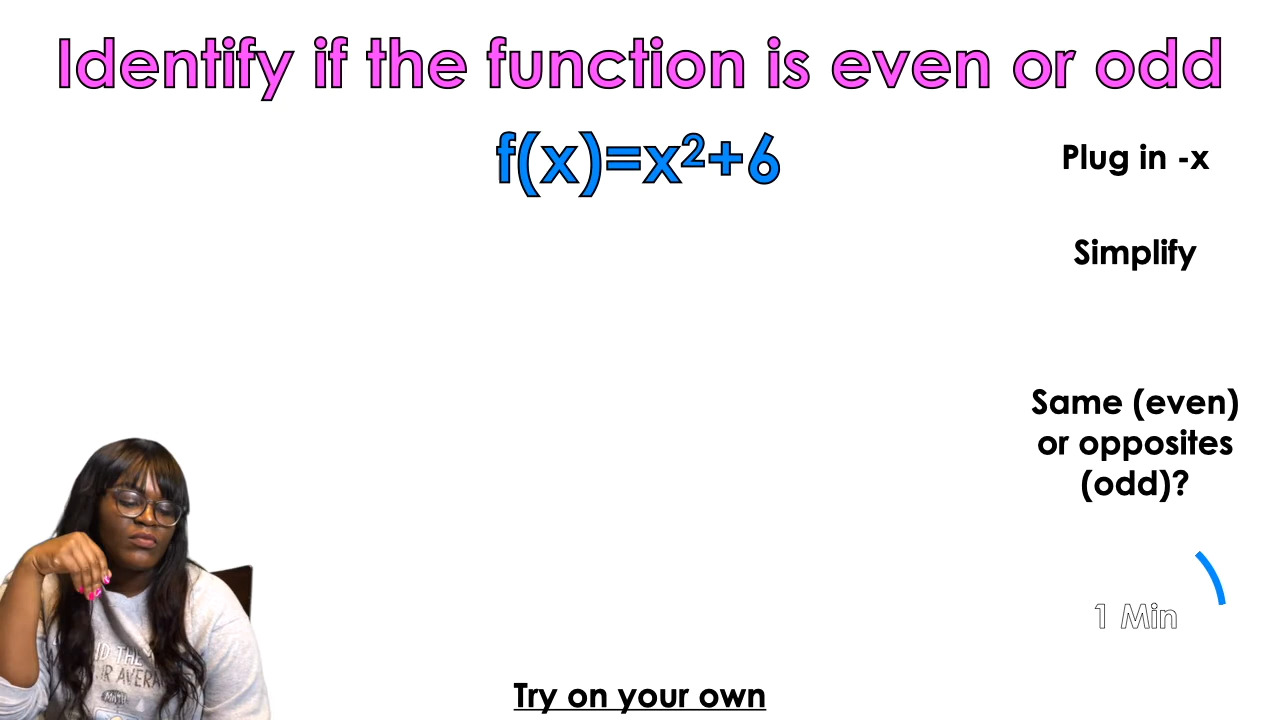 Identify if the function is even or odd
f(x)=x²+6
Plug in -x
Simplify
Same (even)
or opposites
(odd)?
1 Min
Try on your own